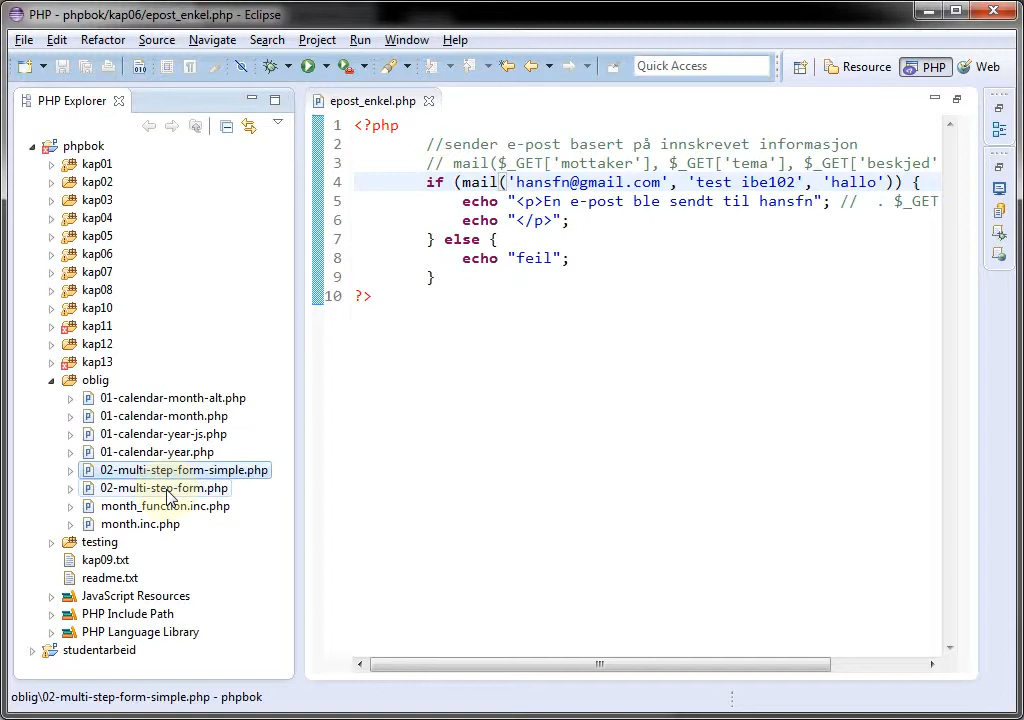 PHP - phpbok/kap06/epost_enkel.php - Eclipse
File Edit Refactor Source Navigate Search Project Run Window Help
Quick Access Resource PHP Web
PHP Explorer
phpbok
kap01
kap02
kap03
kap04
kap05
kap06
kap07
kap08
kap10
kap11
kap12
kap13
oblig
01-calendar-month-alt.php
01-calendar-month.php
01-calendar-year-js.php
01-calendar-year.php
02-multi-step-form-simple.php
02-multi-step-form.php
month_function.inc.php
month.inc.php
testing
kap09.txt
readme.txt
JavaScript Resources
PHP Include Path
PHP Language Library
studentarbeid
epost_enkel.php
1 <?php
2 //sender e-post basert på innskrevet informasjon
3 // mail($_GET['mottaker'], $_GET['tema'], $_GET['beskjed'
4 if (mail('hansfn@gmail.com', 'test ibe102', 'hallo')) {
5 echo "<p>En e-post ble sendt til hansfn"; // . $_GET
6 echo "</p>";
7 } else {
8 echo "feil";
9 }
10 ?>
oblig\02-multi-step-form-simple.php - phpbok